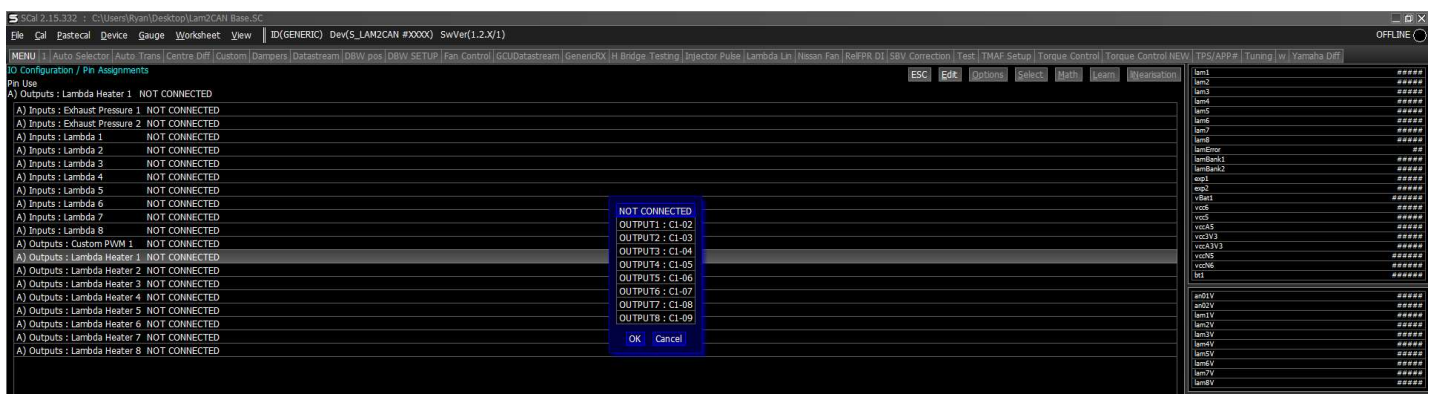 SCal 2.15.332 : C:\Users\Ryan\Desktop\Lam2CAN Base.SC
File Cal Pastecal Device Gauge Worksheet View ID(GENERIC) Dev(S_LAM2CAN #XXXX) SwVer(1.2.X/1) OFFLINE
MENU 1 Auto Selector Auto Trans Centre Diff Custom Dampers Datastream DBW pos DBW SETUP Fan Control GCUDatastream GenericRX H Bridge Testing Injector Pulse Lambda Lin Nissan Fan RelFPR DI SBV Correction Test TMAF Setup Torque Control Torque Control NEW TPS/APP# Tuning w Yamaha Diff
IO Configuration / Pin Assignments
ESC Edit Options Select Math Learn linearisation
Pin Use
A) Outputs : Lambda Heater 1 NOT CONNECTED
A) Inputs : Exhaust Pressure 1 NOT CONNECTED
A) Inputs : Exhaust Pressure 2 NOT CONNECTED
A) Inputs : Lambda 1 NOT CONNECTED
A) Inputs : Lambda 2 NOT CONNECTED
A) Inputs : Lambda 3 NOT CONNECTED
A) Inputs : Lambda 4 NOT CONNECTED
A) Inputs : Lambda 5 NOT CONNECTED
A) Inputs : Lambda 6 NOT CONNECTED
A) Inputs : Lambda 7 NOT CONNECTED
A) Inputs : Lambda 8 NOT CONNECTED
A) Outputs : Custom PWM 1 NOT CONNECTED
A) Outputs : Lambda Heater 1 NOT CONNECTED
A) Outputs : Lambda Heater 2 NOT CONNECTED
A) Outputs : Lambda Heater 3 NOT CONNECTED
A) Outputs : Lambda Heater 4 NOT CONNECTED
A) Outputs : Lambda Heater 5 NOT CONNECTED
A) Outputs : Lambda Heater 6 NOT CONNECTED
A) Outputs : Lambda Heater 7 NOT CONNECTED
A) Outputs : Lambda Heater 8 NOT CONNECTED
NOT CONNECTED
OUTPUT1 : C1-02
OUTPUT2 : C1-03
OUTPUT3 : C1-04
OUTPUT4 : C1-05
OUTPUT5 : C1-06
OUTPUT6 : C1-07
OUTPUT7 : C1-08
OUTPUT8 : C1-09
OK Cancel
lam1 #####
lam2 #####
lam3 #####
lam4 #####
lam5 #####
lam6 #####
lam7 #####
lam8 #####
lamError ##
lamBank1 #####
lamBank2 #####
exp1 #####
exp2 #####
vBat1 ######
vcc6 #####
vcc5 #####
vccA5 #####
vcc3V3 #####
vccA3V3 #####
vccN5 ######
vccN6 ######
bt1 ######
an01V #####
an02V #####
lam1V #####
lam2V #####
lam3V #####
lam4V #####
lam5V #####
lam6V #####
lam7V #####
lam8V #####